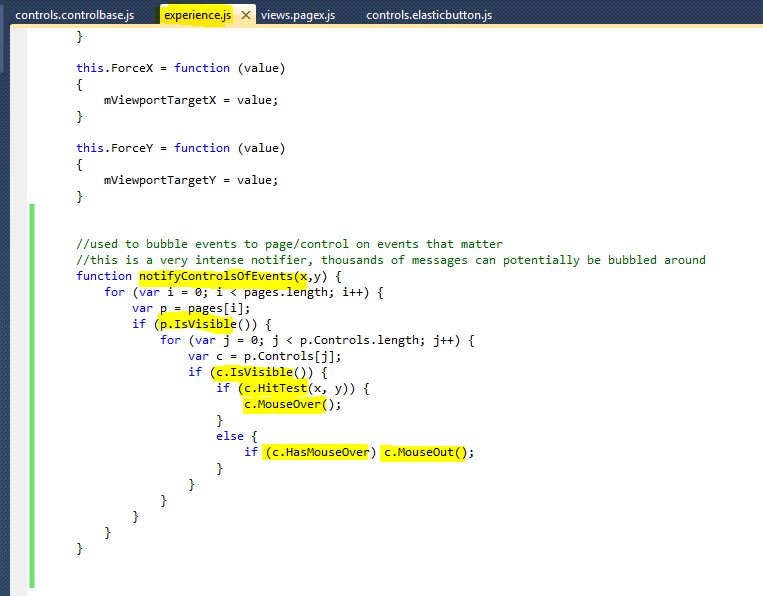 controls.controlbase.js experience.js × views.pagex.js controls.elasticbutton.js
}
this.ForceX = function (value)
{
mViewportTargetX = value;
}
this.ForceY = function (value)
{
mViewportTargetY = value;
}
//used to bubble events to page/control on events that matter
//this is a very intense notifier, thousands of messages can potentially be bubbled around
function notifyControlsOfEvents(x,y) {
for (var i = 0; i < pages.length; i++) {
var p = pages[i];
if (p.IsVisible()) {
for (var j = 0; j < p.Controls.length; j++) {
var c = p.Controls[j];
if (c.IsVisible()) {
if (c.HitTest(x, y)) {
c.MouseOver();
}
else {
if (c.HasMouseOver) c.MouseOut();
}
}
}
}
}
}